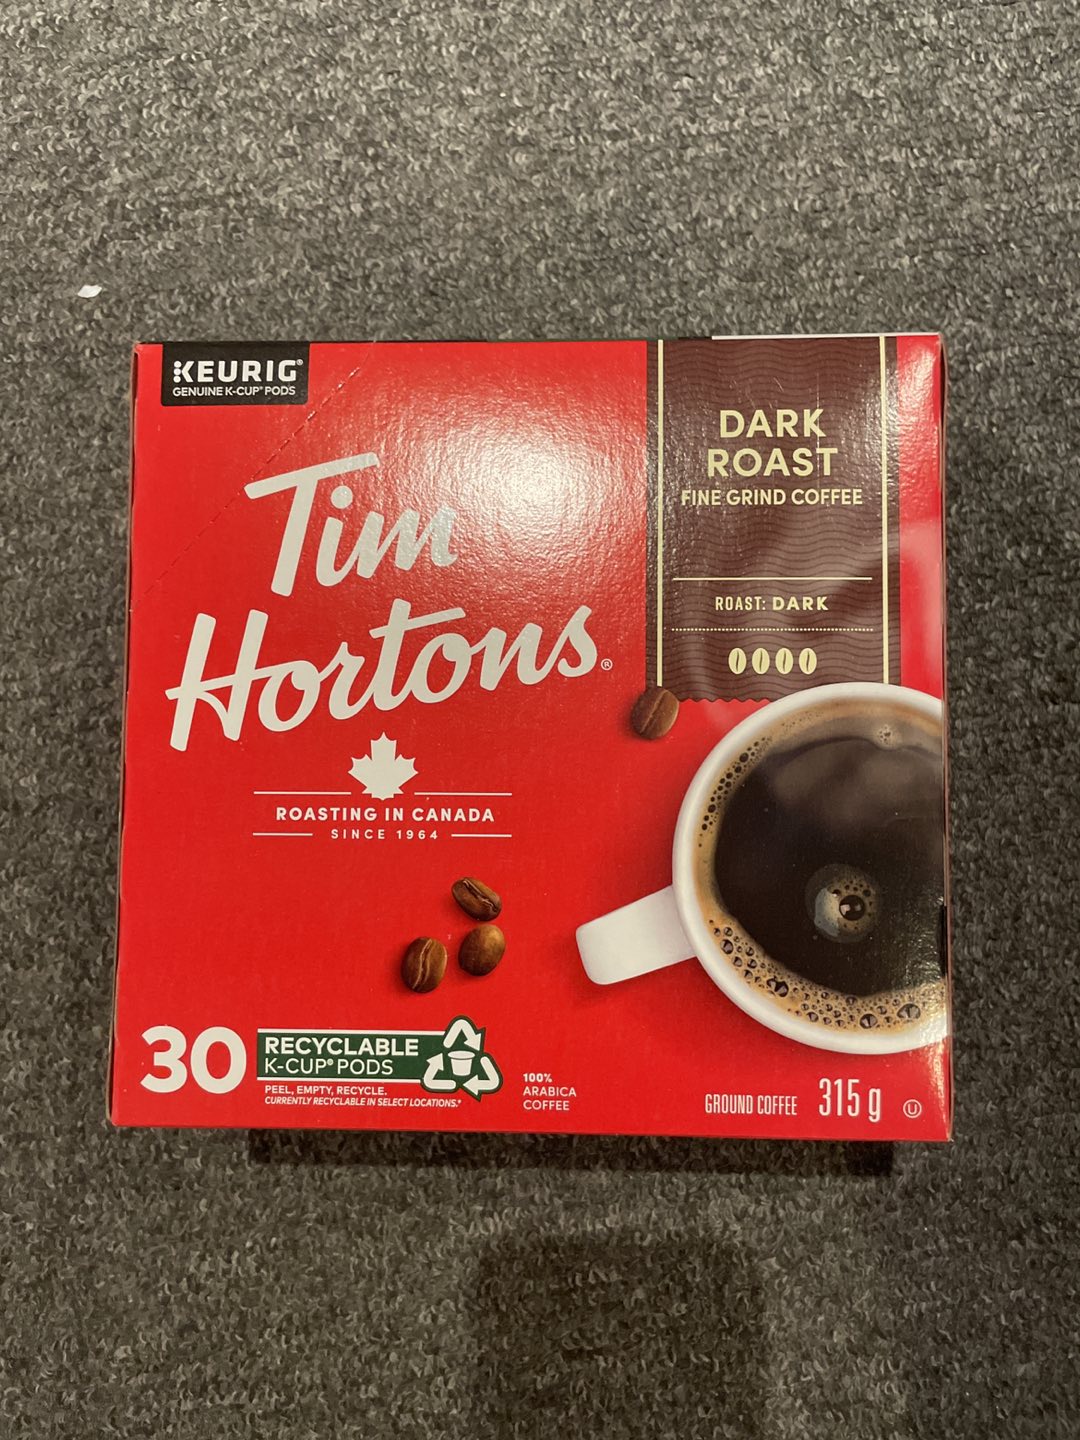 KEURIG®
GENUINE K-CUP® PODS
Tim
Hortons®
ROASTING IN CANADA
SINCE 1964
DARK
ROAST
FINE GRIND COFFEE
ROAST: DARK
30
RECYCLABLE
K-CUP® PODS
PEEL, EMPTY, RECYCLE.
CURRENTLY RECYCLABLE IN SELECT LOCATIONS.*
100%
ARABICA
COFFEE
GROUND COFFEE 315 g
U